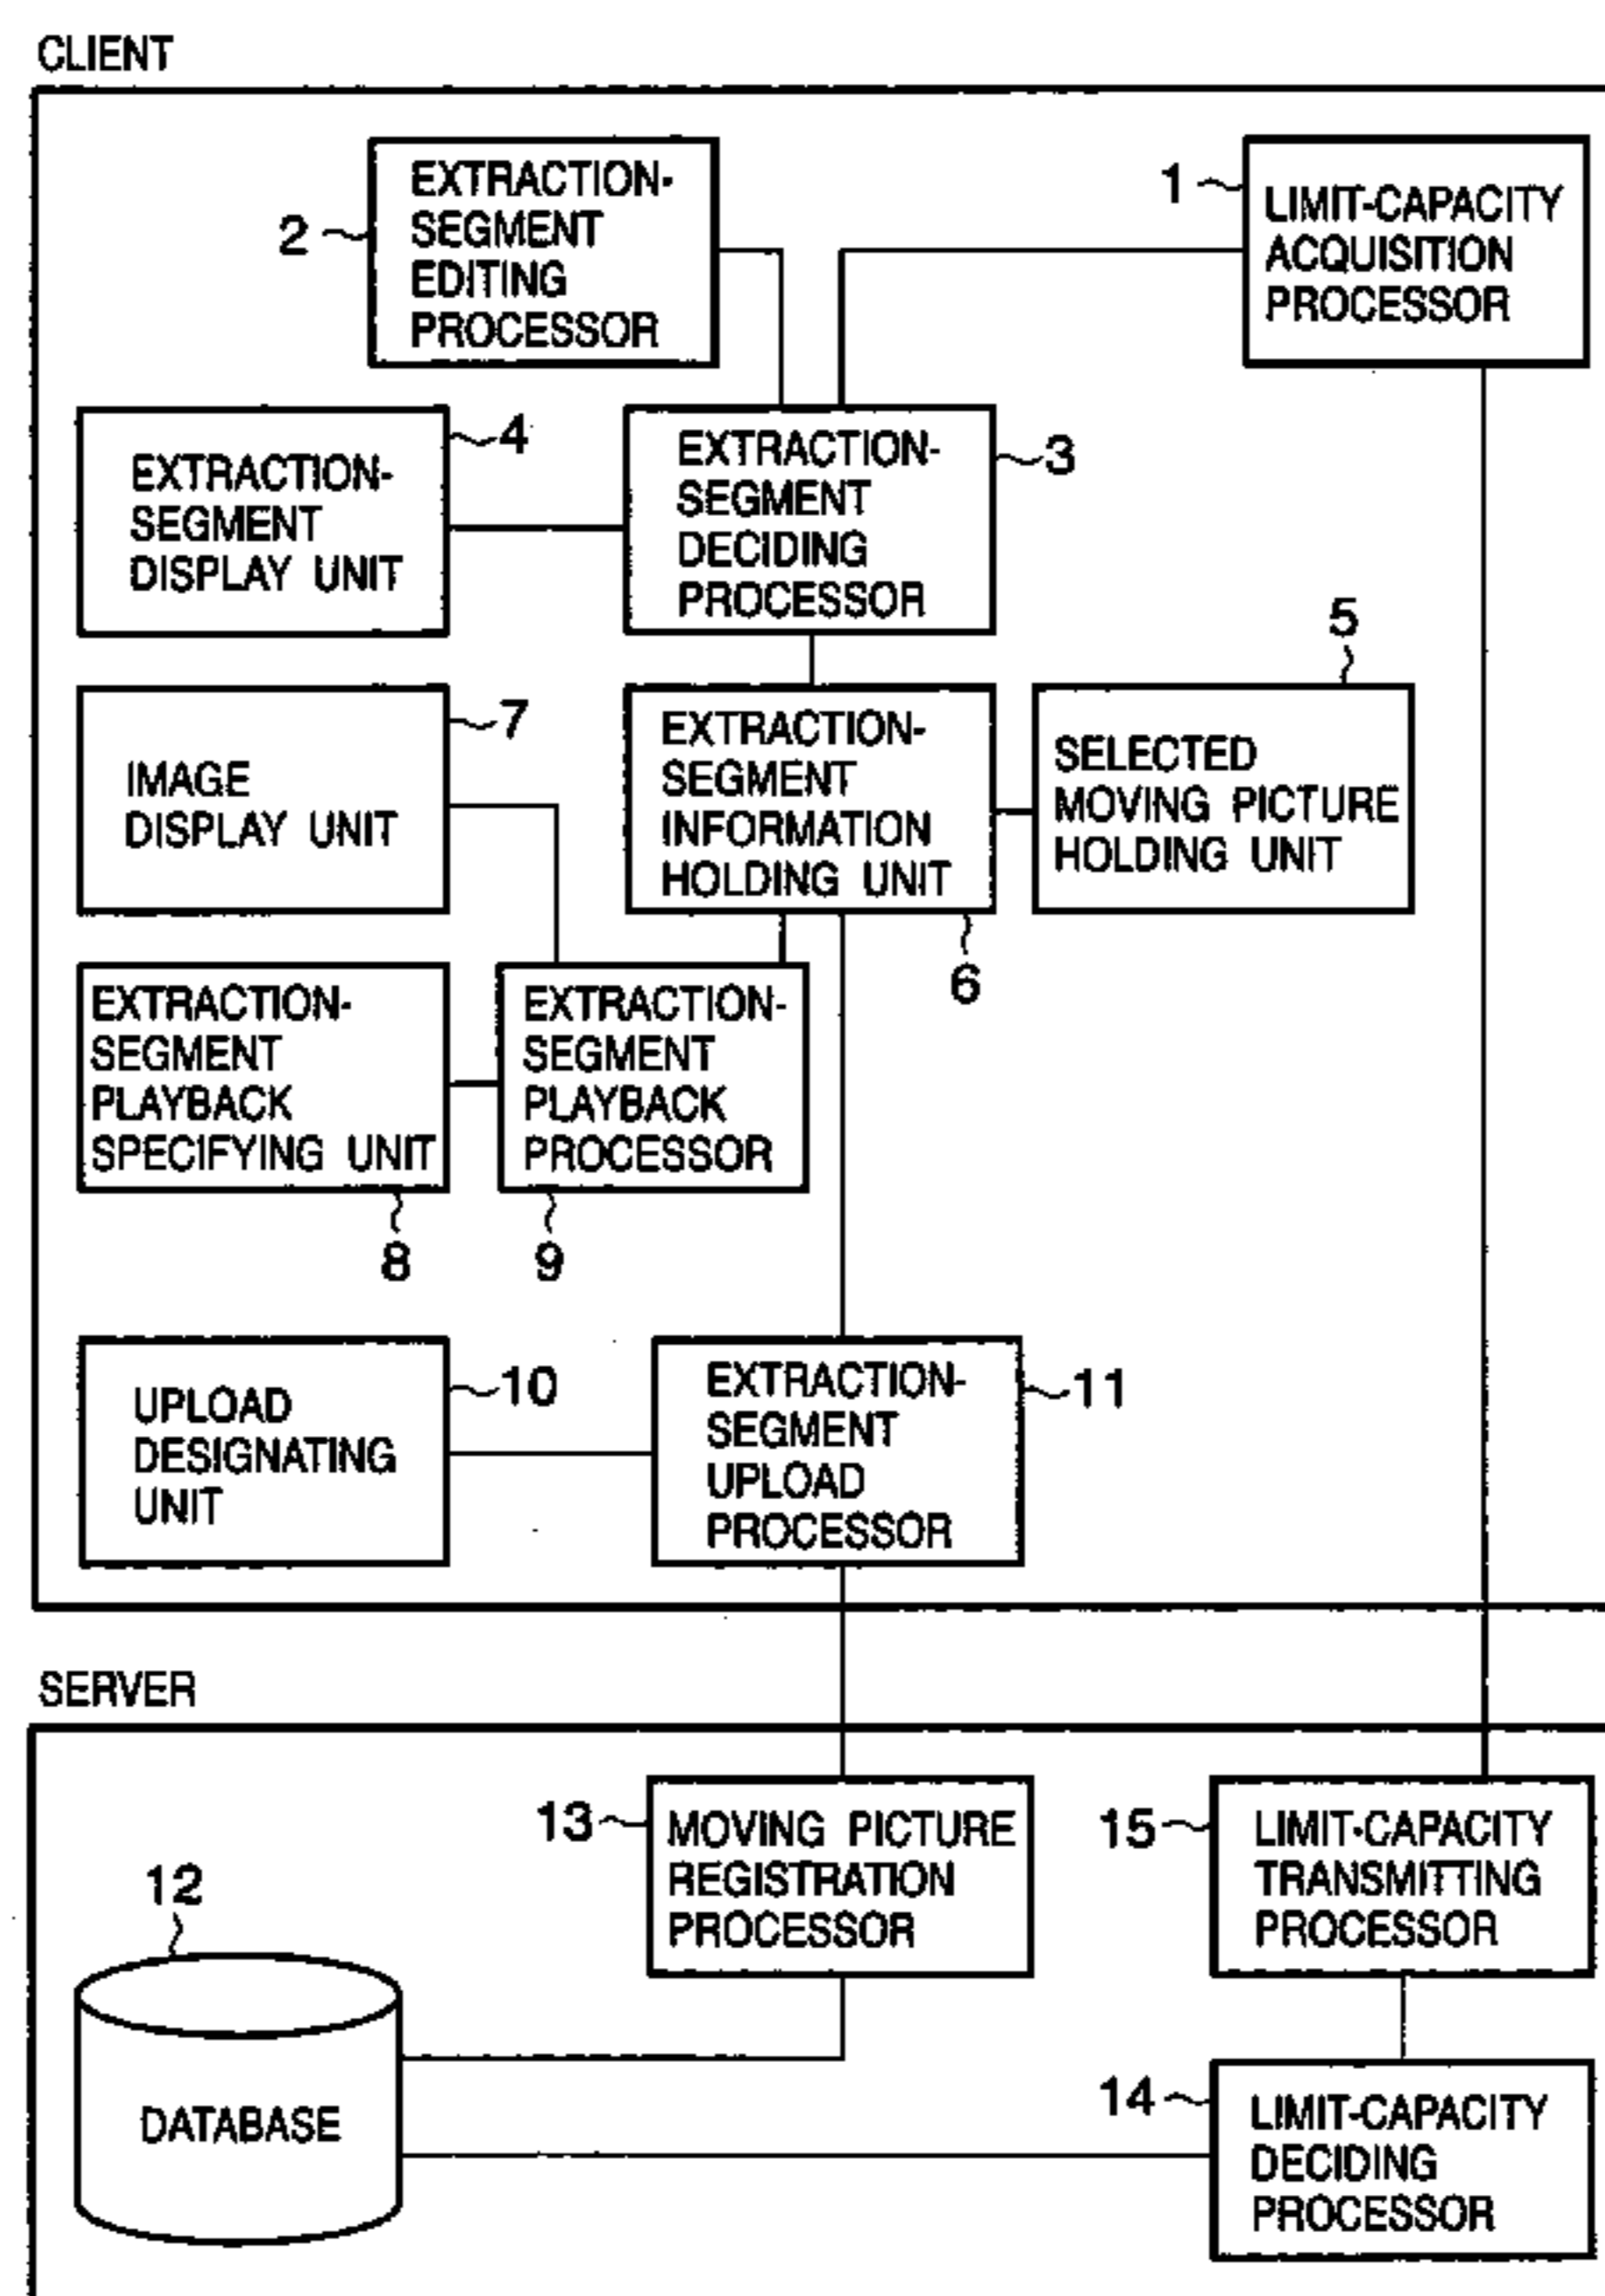 CLIENT
EXTRACTION-
SEGMENT
EDITING
PROCESSOR
2
1
LIMIT-CAPACITY
ACQUISITION
PROCESSOR
4
EXTRACTION-
SEGMENT
DISPLAY UNIT
EXTRACTION-
SEGMENT
DECIDING
PROCESSOR
3
5
7
IMAGE
DISPLAY UNIT
EXTRACTION-
SEGMENT
INFORMATION
HOLDING UNIT
SELECTED
MOVING PICTURE
HOLDING UNIT
6
EXTRACTION-
SEGMENT
PLAYBACK
SPECIFYING UNIT
EXTRACTION-
SEGMENT
PLAYBACK
PROCESSOR
8
9
UPLOAD
DESIGNATING
UNIT
10
EXTRACTION-
SEGMENT
UPLOAD
PROCESSOR
11
SERVER
13
MOVING PICTURE
REGISTRATION
PROCESSOR
15
LIMIT-CAPACITY
TRANSMITTING
PROCESSOR
12
DATABASE
14
LIMIT-CAPACITY
DECIDING
PROCESSOR